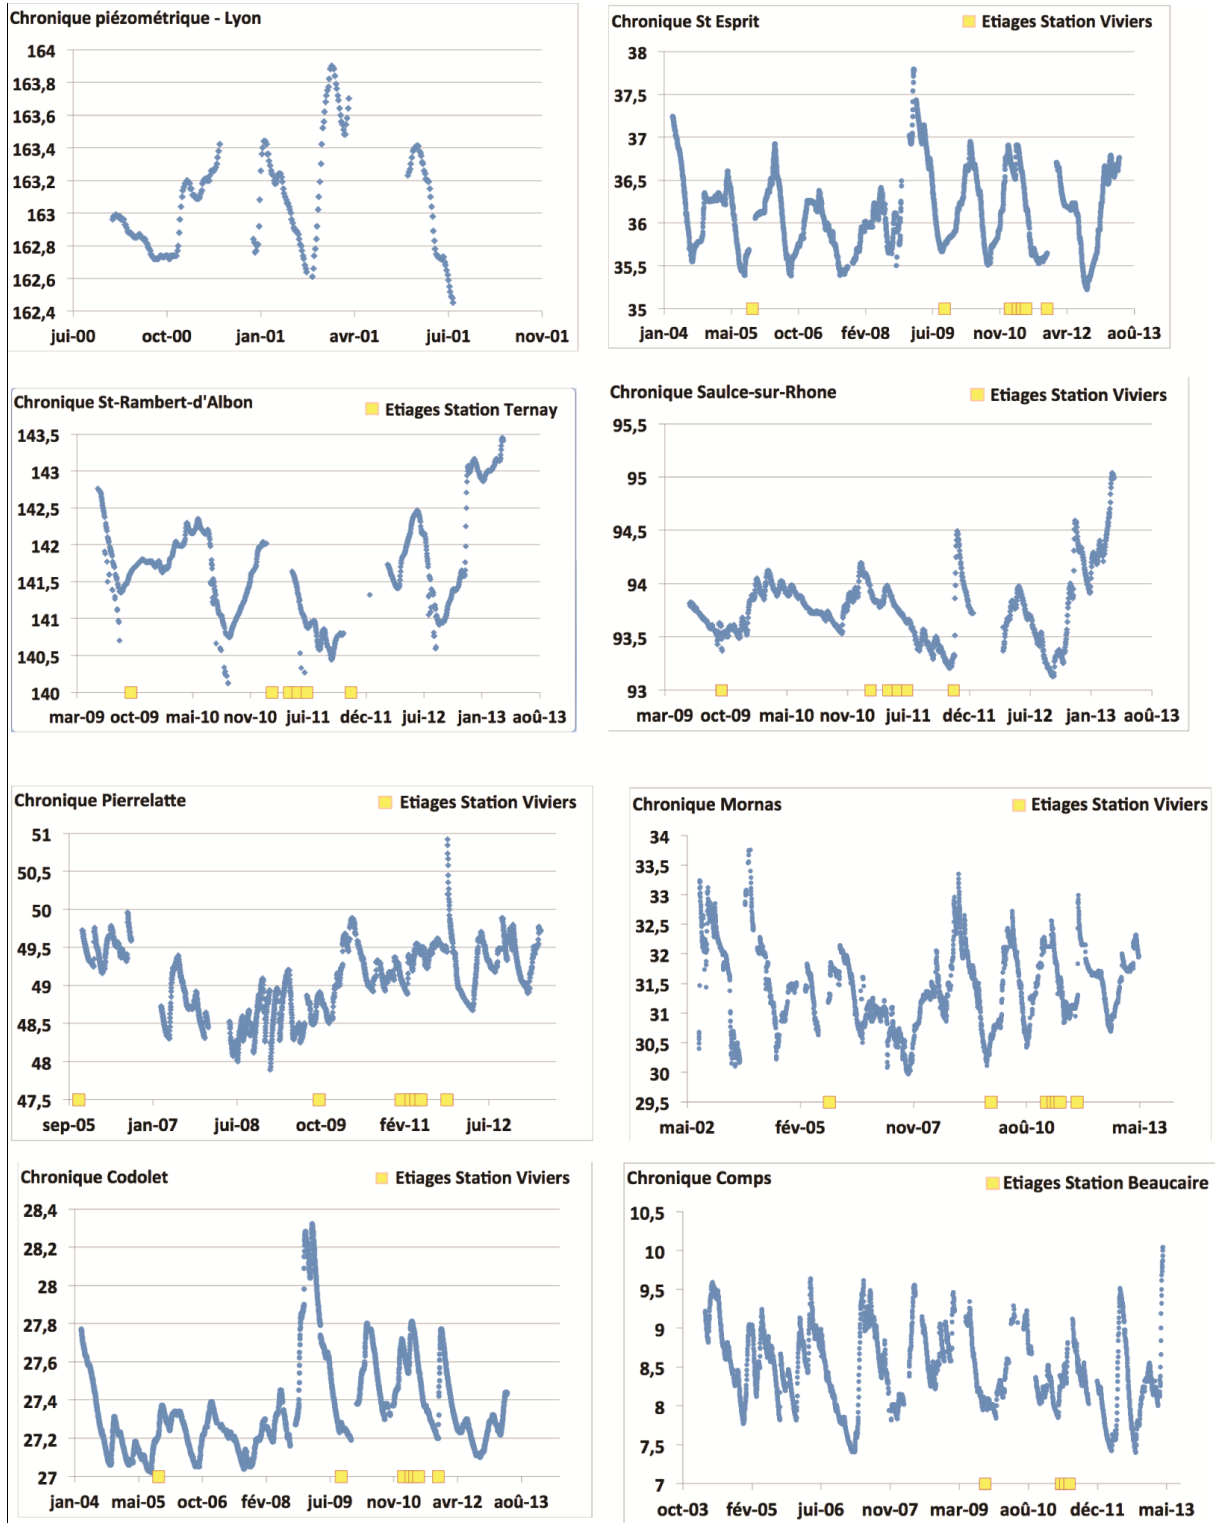 Chronique piézométrique - Lyon
164
163,8
163,6
163,4
163,2
163
162,8
162,6
162,4
jui-00 oct-00 jan-01 avr-01 jui-01 nov-01
Chronique St Esprit
Etiages Station Viviers
38
37,5
37
36,5
36
35,5
35
jan-04 mai-05 oct-06 fév-08 jui-09 nov-10 avr-12 aoû-13
Chronique St-Rambert-d'Albon
Etiages Station Ternay
143,5
143
142,5
142
141,5
141
140,5
140
mar-09 oct-09 mai-10 nov-10 jui-11 déc-11 jui-12 jan-13 aoû-13
Chronique Saulce-sur-Rhone
Etiages Station Viviers
95,5
95
94,5
94
93,5
93
mar-09 oct-09 mai-10 nov-10 jui-11 déc-11 jui-12 jan-13 aoû-13
Chronique Pierrelatte
Etiages Station Viviers
51
50,5
50
49,5
49
48,5
48
47,5
sep-05 jan-07 jui-08 oct-09 fév-11 jui-12
Chronique Mornas
Etiages Station Viviers
34
33,5
33
32,5
32
31,5
31
30,5
30
29,5
mai-02 fév-05 nov-07 aoû-10 mai-13
Chronique Codolet
Etiages Station Viviers
28,4
28,2
28
27,8
27,6
27,4
27,2
27
jan-04 mai-05 oct-06 fév-08 jui-09 nov-10 avr-12 aoû-13
Chronique Comps
Etiages Station Beaucaire
10,5
10
9,5
9
8,5
8
7,5
7
oct-03 fév-05 jui-06 nov-07 mar-09 aoû-10 déc-11 mai-13